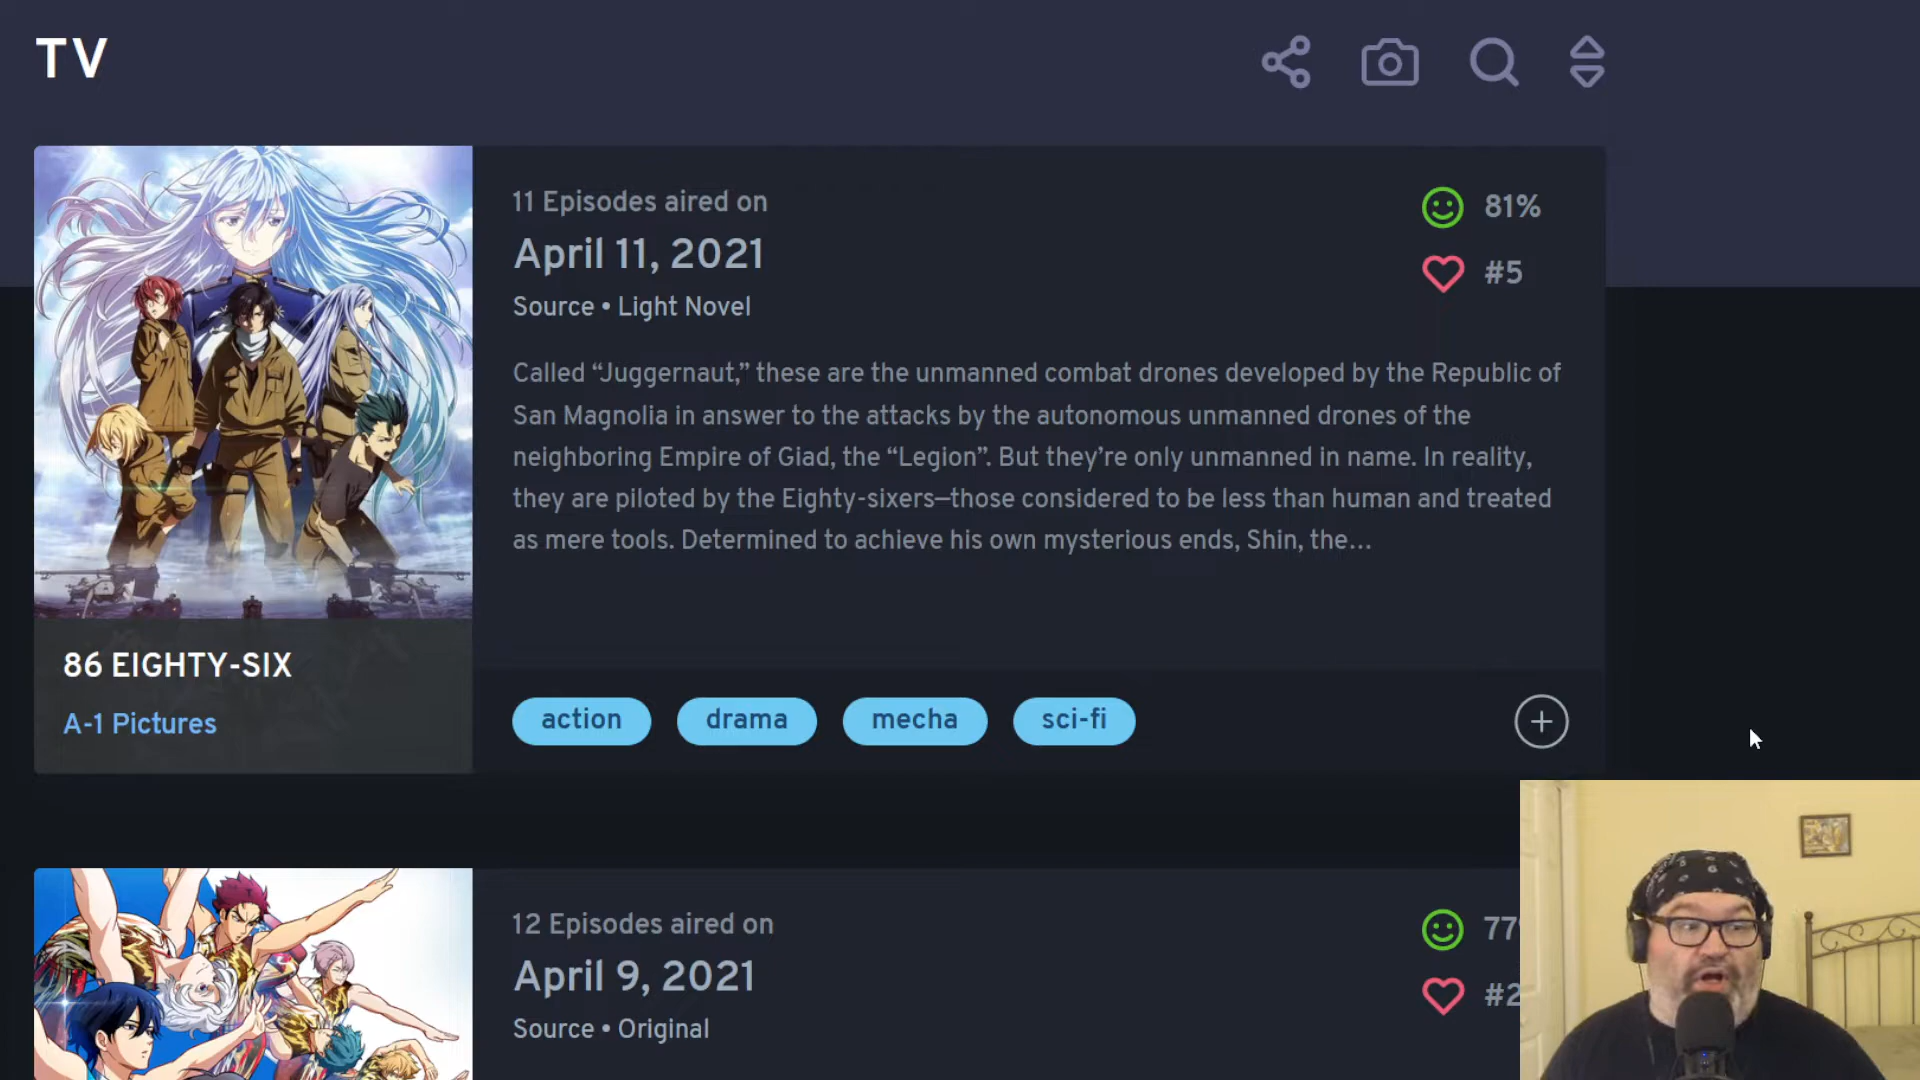 TV
11 Episodes aired on
April 11, 2021
Source • Light Novel
81%
#5
Called “Juggernaut,” these are the unmanned combat drones developed by the Republic of
San Magnolia in answer to the attacks by the autonomous unmanned drones of the
neighboring Empire of Giad, the “Legion”. But they’re only unmanned in name. In reality,
they are piloted by the Eighty-sixers—those considered to be less than human and treated
as mere tools. Determined to achieve his own mysterious ends, Shin, the...
86 EIGHTY-SIX
A-1 Pictures
action drama mecha sci-fi
12 Episodes aired on
April 9, 2021
Source • Original
77
#2